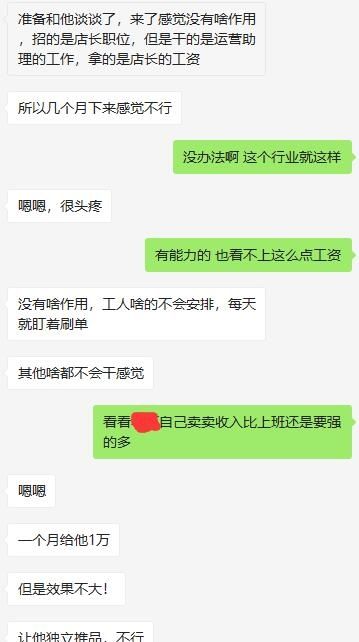 准备和他谈谈了，来了感觉没有啥作用
，招的是店长职位，但是干的是运营助
理的工作，拿的是店长的工资
所以几个月下来感觉不行
没办法啊 这个行业就这样
嗯嗯，很头疼
有能力的 也看不上这么点工资
没有啥作用，工人啥的不会安排，每天
就盯着刷单
其他啥都不会干感觉
看看自己卖卖收入比上班还是要强
的多
嗯嗯
一个月给他1万
但是效果不大！
让他独立推品，不行